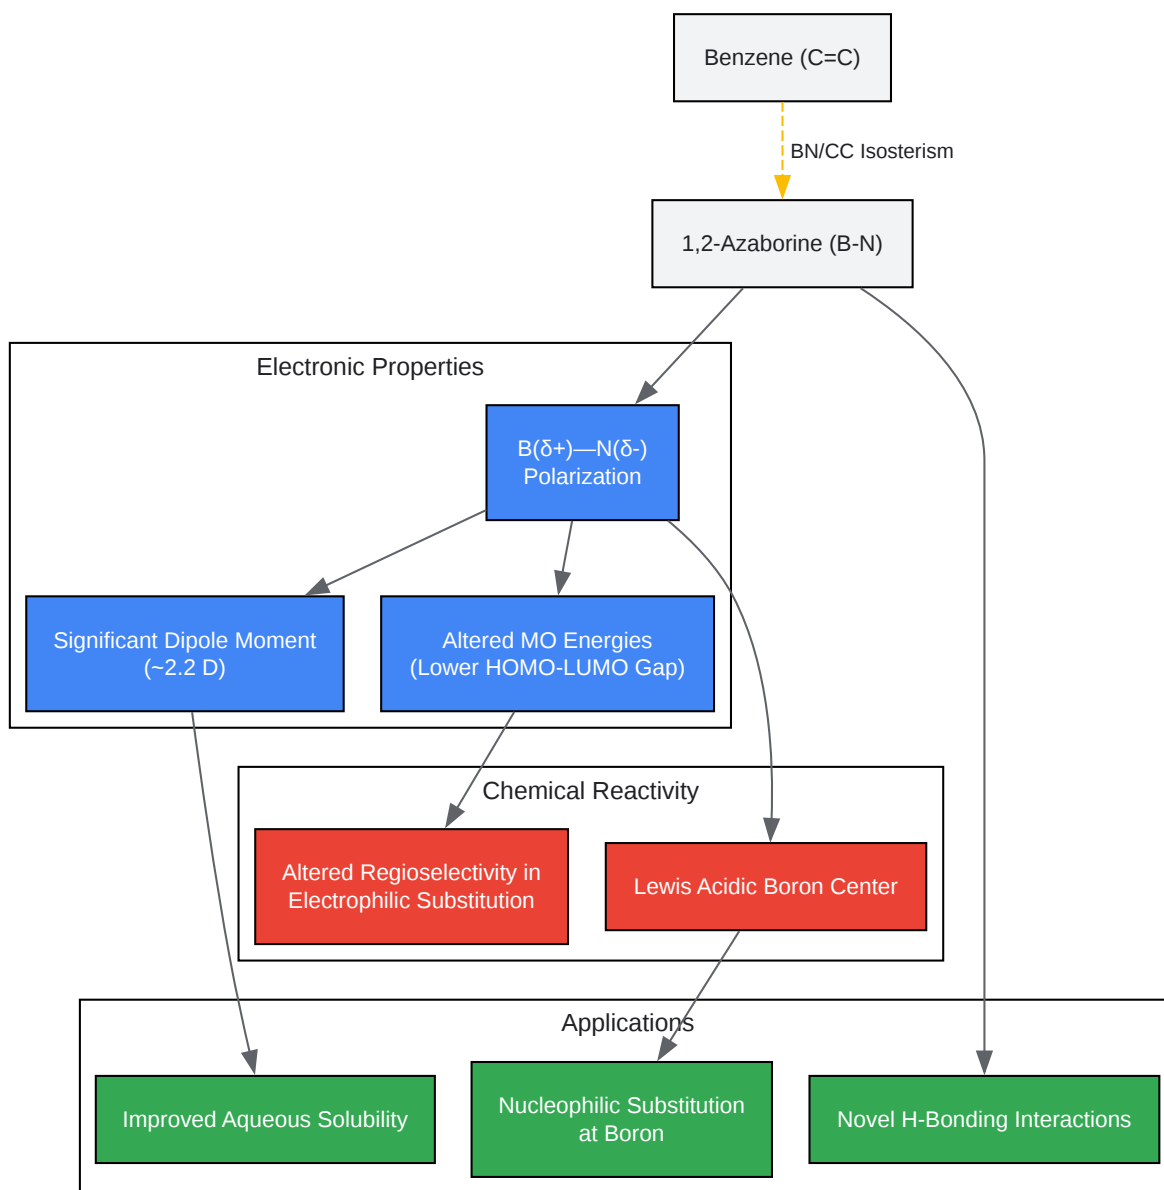 Benzene (C=C)
BN/CC Isosterism
1,2-Azaborine (B-N)
Electronic Properties
B(δ+)—N(δ-)
Polarization
Significant Dipole Moment
(~2.2 D)
Altered MO Energies
(Lower HOMO-LUMO Gap)
Chemical Reactivity
Altered Regioselectivity in
Electrophilic Substitution
Lewis Acidic Boron Center
Applications
Improved Aqueous Solubility
Nucleophilic Substitution
at Boron
Novel H-Bonding Interactions